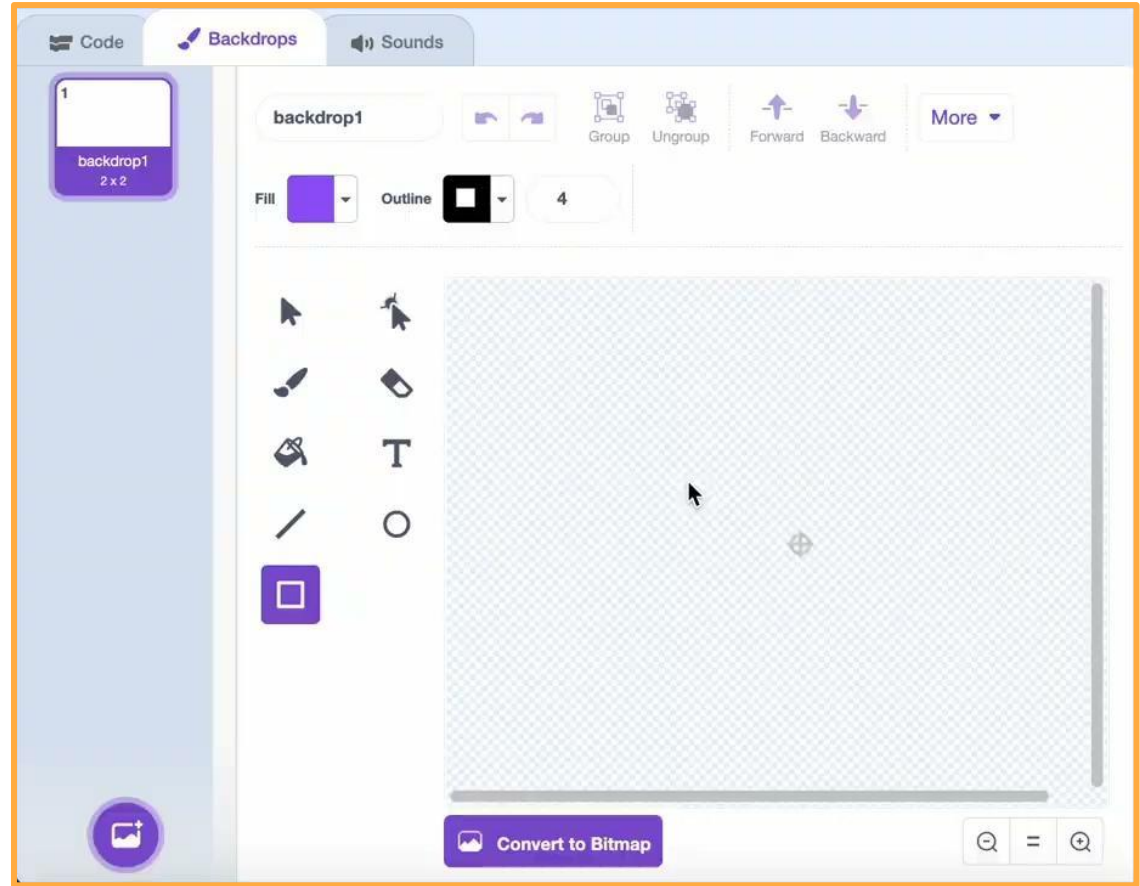 Code
Backdrops
Sounds
1
backdrop1
2 x 2
backdrop1
Group
Ungroup
Forward
Backward
More
Fill
Outline
4
T
Convert to Bitmap
=